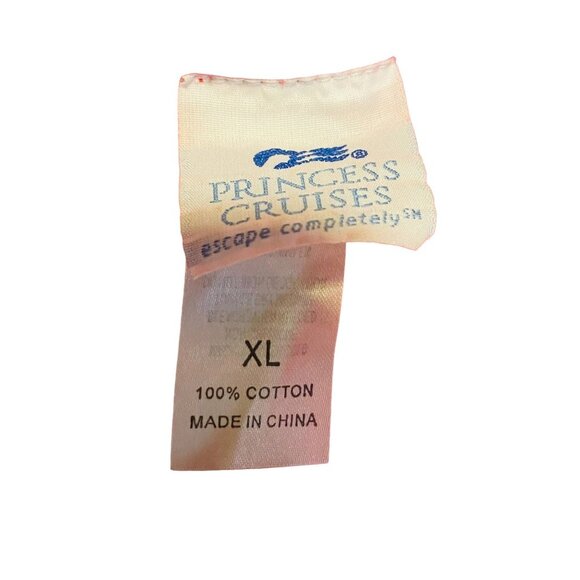 ®
PRINCESS
CRUISES
escape completely℠
XL
100% COTTON
MADE IN CHINA